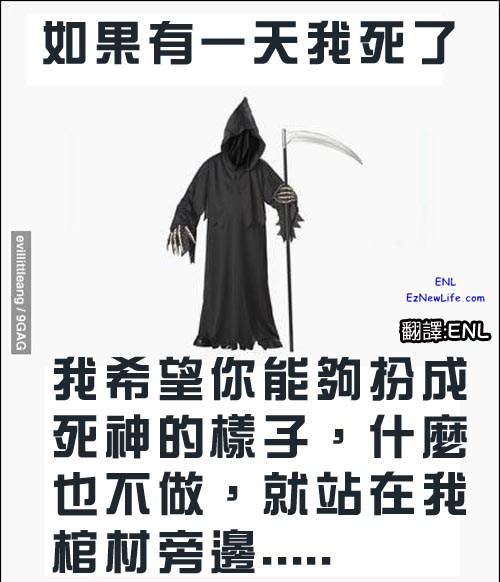 如果有一天我死了
evillittleang / 9GAG
ENL
EzNewLife.com
翻譯:ENL
我希望你能夠扮成
死神的樣子，什麼
也不做，就站在我
棺材旁邊.....